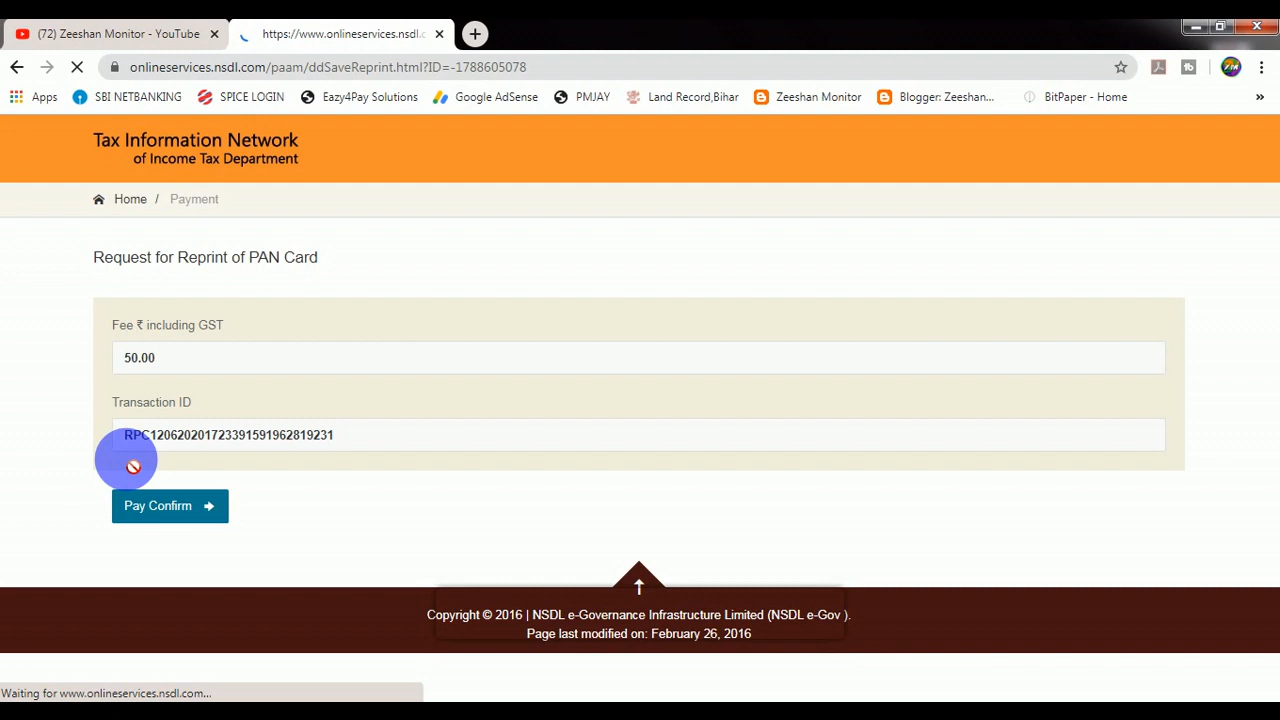 (72) Zeeshan Monitor - YouTube
https://www.onlineservices.nsdl.c
onlineservices.nsdl.com/paam/ddSaveReprint.html?ID=-1788605078
Apps SBI NETBANKING SPICE LOGIN Eazy4Pay Solutions Google AdSense PMJAY Land Record,Bihar Zeeshan Monitor Blogger: Zeeshan... BitPaper - Home »
Tax Information Network
of Income Tax Department
Home / Payment
Request for Reprint of PAN Card
Fee ₹ including GST
50.00
Transaction ID
RPC120620201723391591962819231
Pay Confirm
Copyright © 2016 | NSDL e-Governance Infrastructure Limited (NSDL e-Gov ).
Page last modified on: February 26, 2016
Waiting for www.onlineservices.nsdl.com...